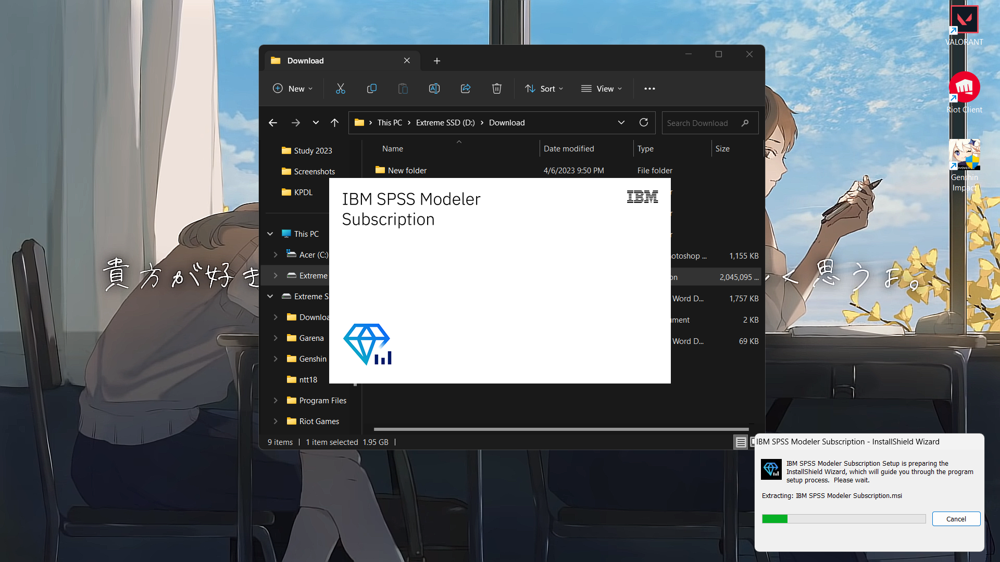 VALORANT
Riot Client
Genshin
Impact
Download
New
Sort
View
This PC
Extreme SSD (D:)
Download
Search Download
Name
Date modified
Type
Size
Study 2023
Screenshots
KPDL
This PC
Acer (C:)
Extreme
Extreme S
Downloa
Garena
Genshin
ntt18
Program Files
Riot Games
New folder
4/6/2023 9:50 PM
File folder
otoshop ...
1,155 KB
on
2,045,095 ...
Word D...
1,757 KB
ument
2 KB
Word D...
69 KB
IBM SPSS Modeler
Subscription
IBM
貴方が好き
く思うよ。
9 items
1 item selected 1.95 GB
IBM SPSS Modeler Subscription - InstallShield Wizard
IBM SPSS Modeler Subscription Setup is preparing the
InstallShield Wizard, which will guide you through the program
setup process. Please wait.
Extracting: IBM SPSS Modeler Subscription.msi
Cancel